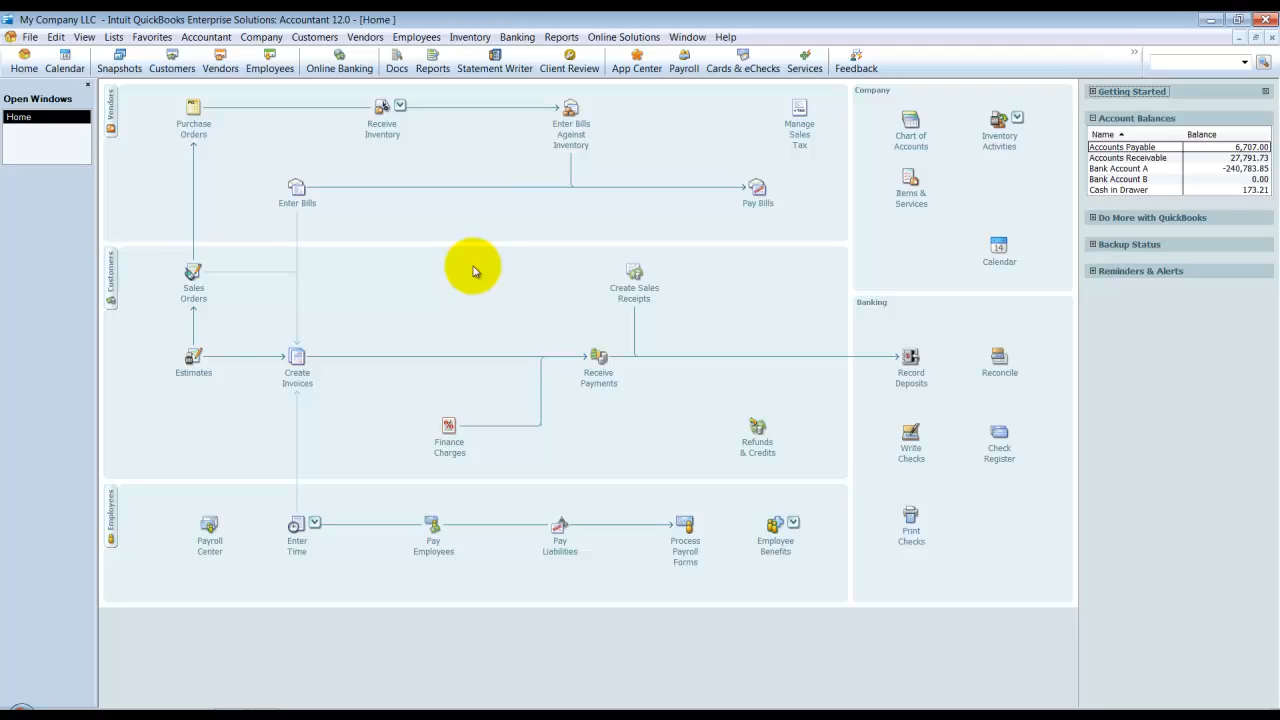 My Company LLC - Intuit QuickBooks Enterprise Solutions: Accountant 12.0 - [Home ]
File Edit View Lists Favorites Accountant Company Customers Vendors Employees Inventory Banking Reports Online Solutions Window Help
Home Calendar Snapshots Customers Vendors Employees Online Banking Docs Reports Statement Writer Client Review App Center Payroll Cards & eChecks Services Feedback
Open Windows
Home
Vendors
Purchase
Orders
Receive
Inventory
Enter Bills
Against
Inventory
Manage
Sales
Tax
+TAX
Enter Bills
Pay Bills
Customers
Sales
Orders
Create Sales
Receipts
Estimates
Create
Invoices
Receive
Payments
Finance
Charges
Refunds
& Credits
Employees
Payroll
Center
Enter
Time
Pay
Employees
Pay
Liabilities
Process
Payroll
Forms
Employee
Benefits
Company
Chart of
Accounts
Inventory
Activities
Items &
Services
14
Calendar
Banking
Record
Deposits
Reconcile
Write
Checks
Check
Register
Print
Checks
Getting Started
Account Balances
Name Balance
Accounts Payable 6,707.00
Accounts Receivable 27,791.73
Bank Account A -240,783.85
Bank Account B 0.00
Cash in Drawer 173.21
Do More with QuickBooks
Backup Status
Reminders & Alerts